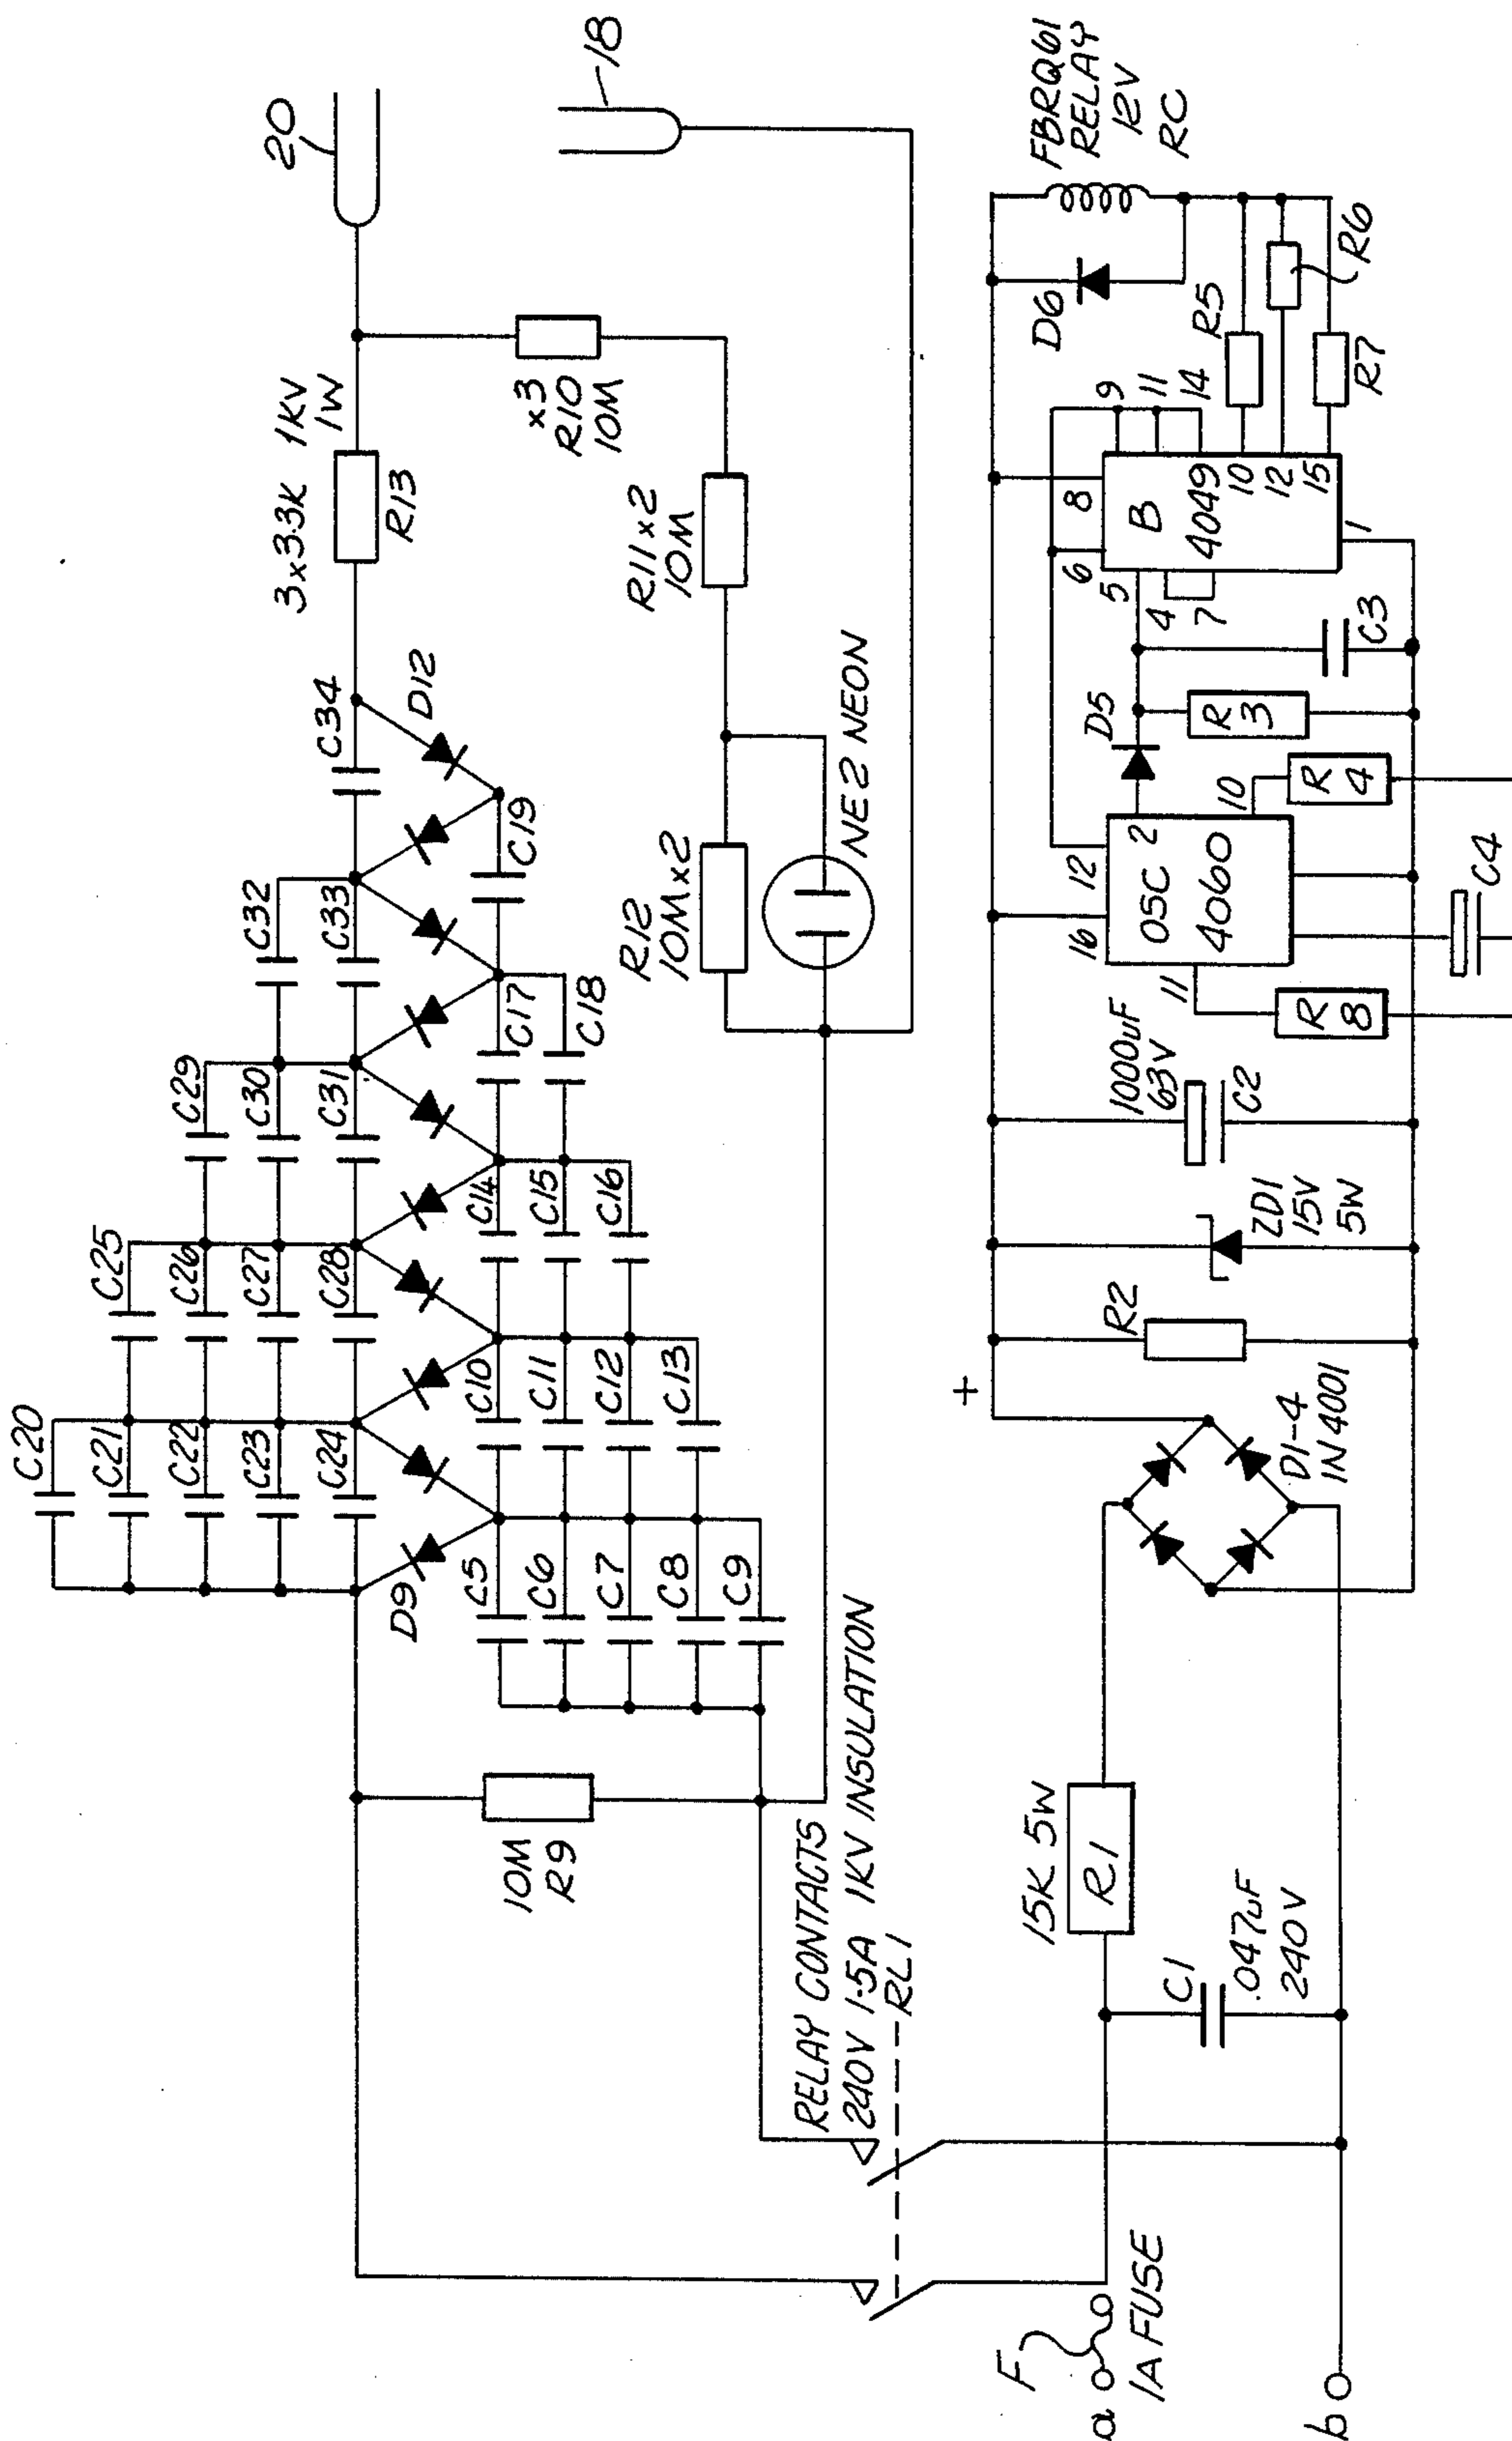 20
18
3x3.3K 1KV
1W
R13
x3
R10
10M
R11x2
10M
R12
10Mx2
NE2 NEON
C34
D12
C19
C32
C33
C17
C18
C29
C30
C31
C14
C15
C16
C25
C26
C27
C28
C10
C11
C12
C13
C20
C21
C22
C23
C24
D9
C5
C6
C7
C8
C9
10M
R9
RELAY CONTACTS
240V 1.5A 1KV INSULATION
RL1
F
a
1A FUSE
b
15K 5W
R1
C1
.047uF
240V
+
D1-4
IN4001
R2
ZD1
15V
5W
1000uF
63V
C2
16
12
OSC 2
4060
11
10
R
8
R
4
C4
D5
R
3
C3
6
8
5
4
7
B
4049
9
11
14
10
12
15
1
R5
R6
R7
D6
FBRQ61
RELAY
12V
RC